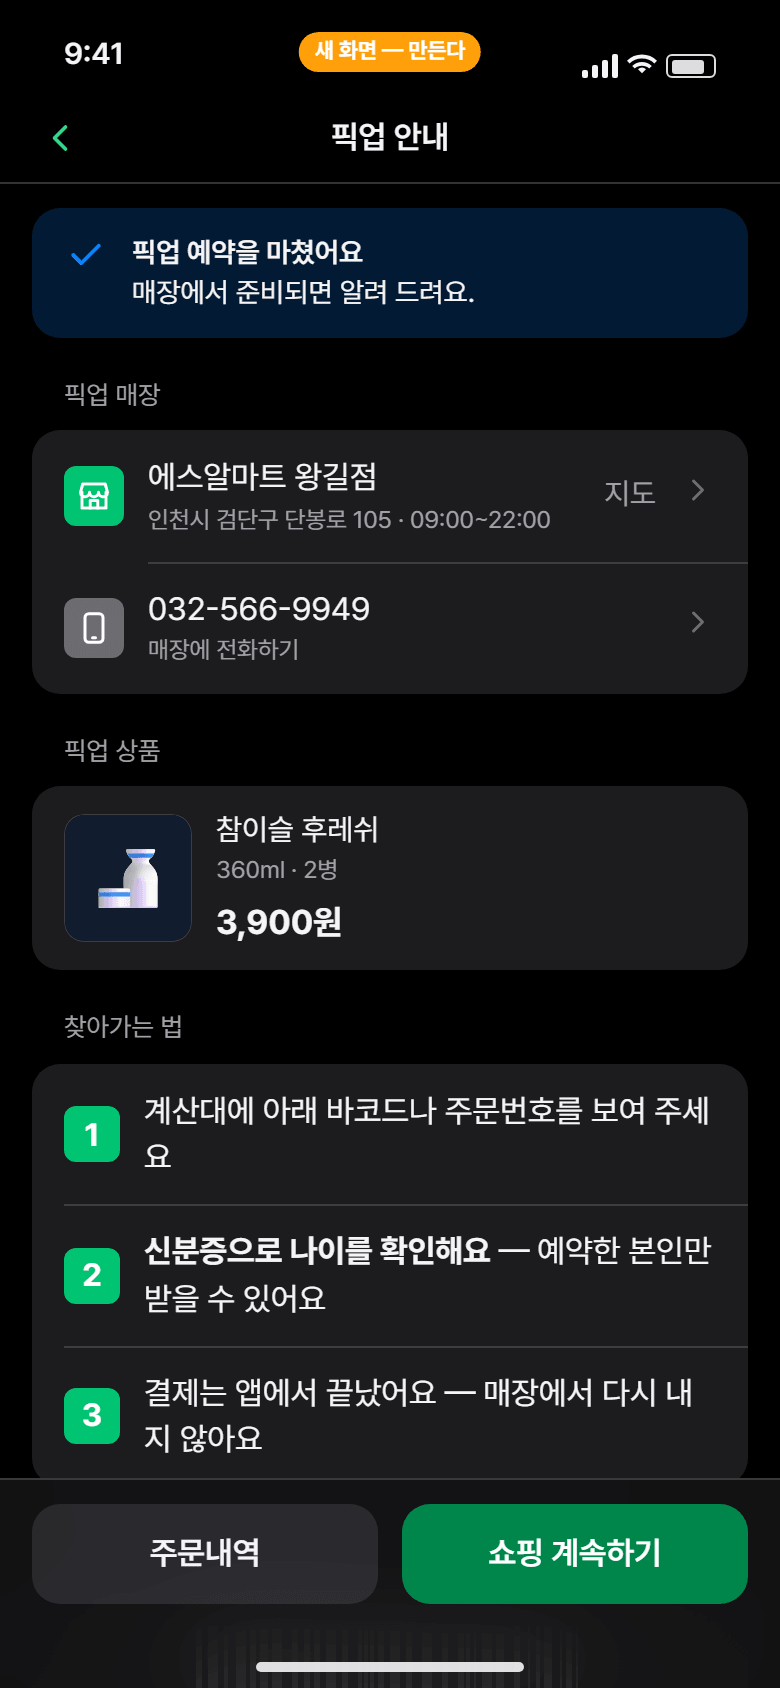 9:41
새 화면 — 만든다
픽업 안내
픽업 예약을 마쳤어요
매장에서 준비되면 알려 드려요.
픽업 매장
에스알마트 왕길점
인천시 검단구 단봉로 105 · 09:00~22:00
지도
032-566-9949
매장에 전화하기
픽업 상품
참이슬 후레쉬
360ml · 2병
3,900원
찾아가는 법
1
계산대에 아래 바코드나 주문번호를 보여 주세
요
2
신분증으로 나이를 확인해요 — 예약한 본인만
받을 수 있어요
3
결제는 앱에서 끝났어요 — 매장에서 다시 내
지 않아요
주문내역
쇼핑 계속하기